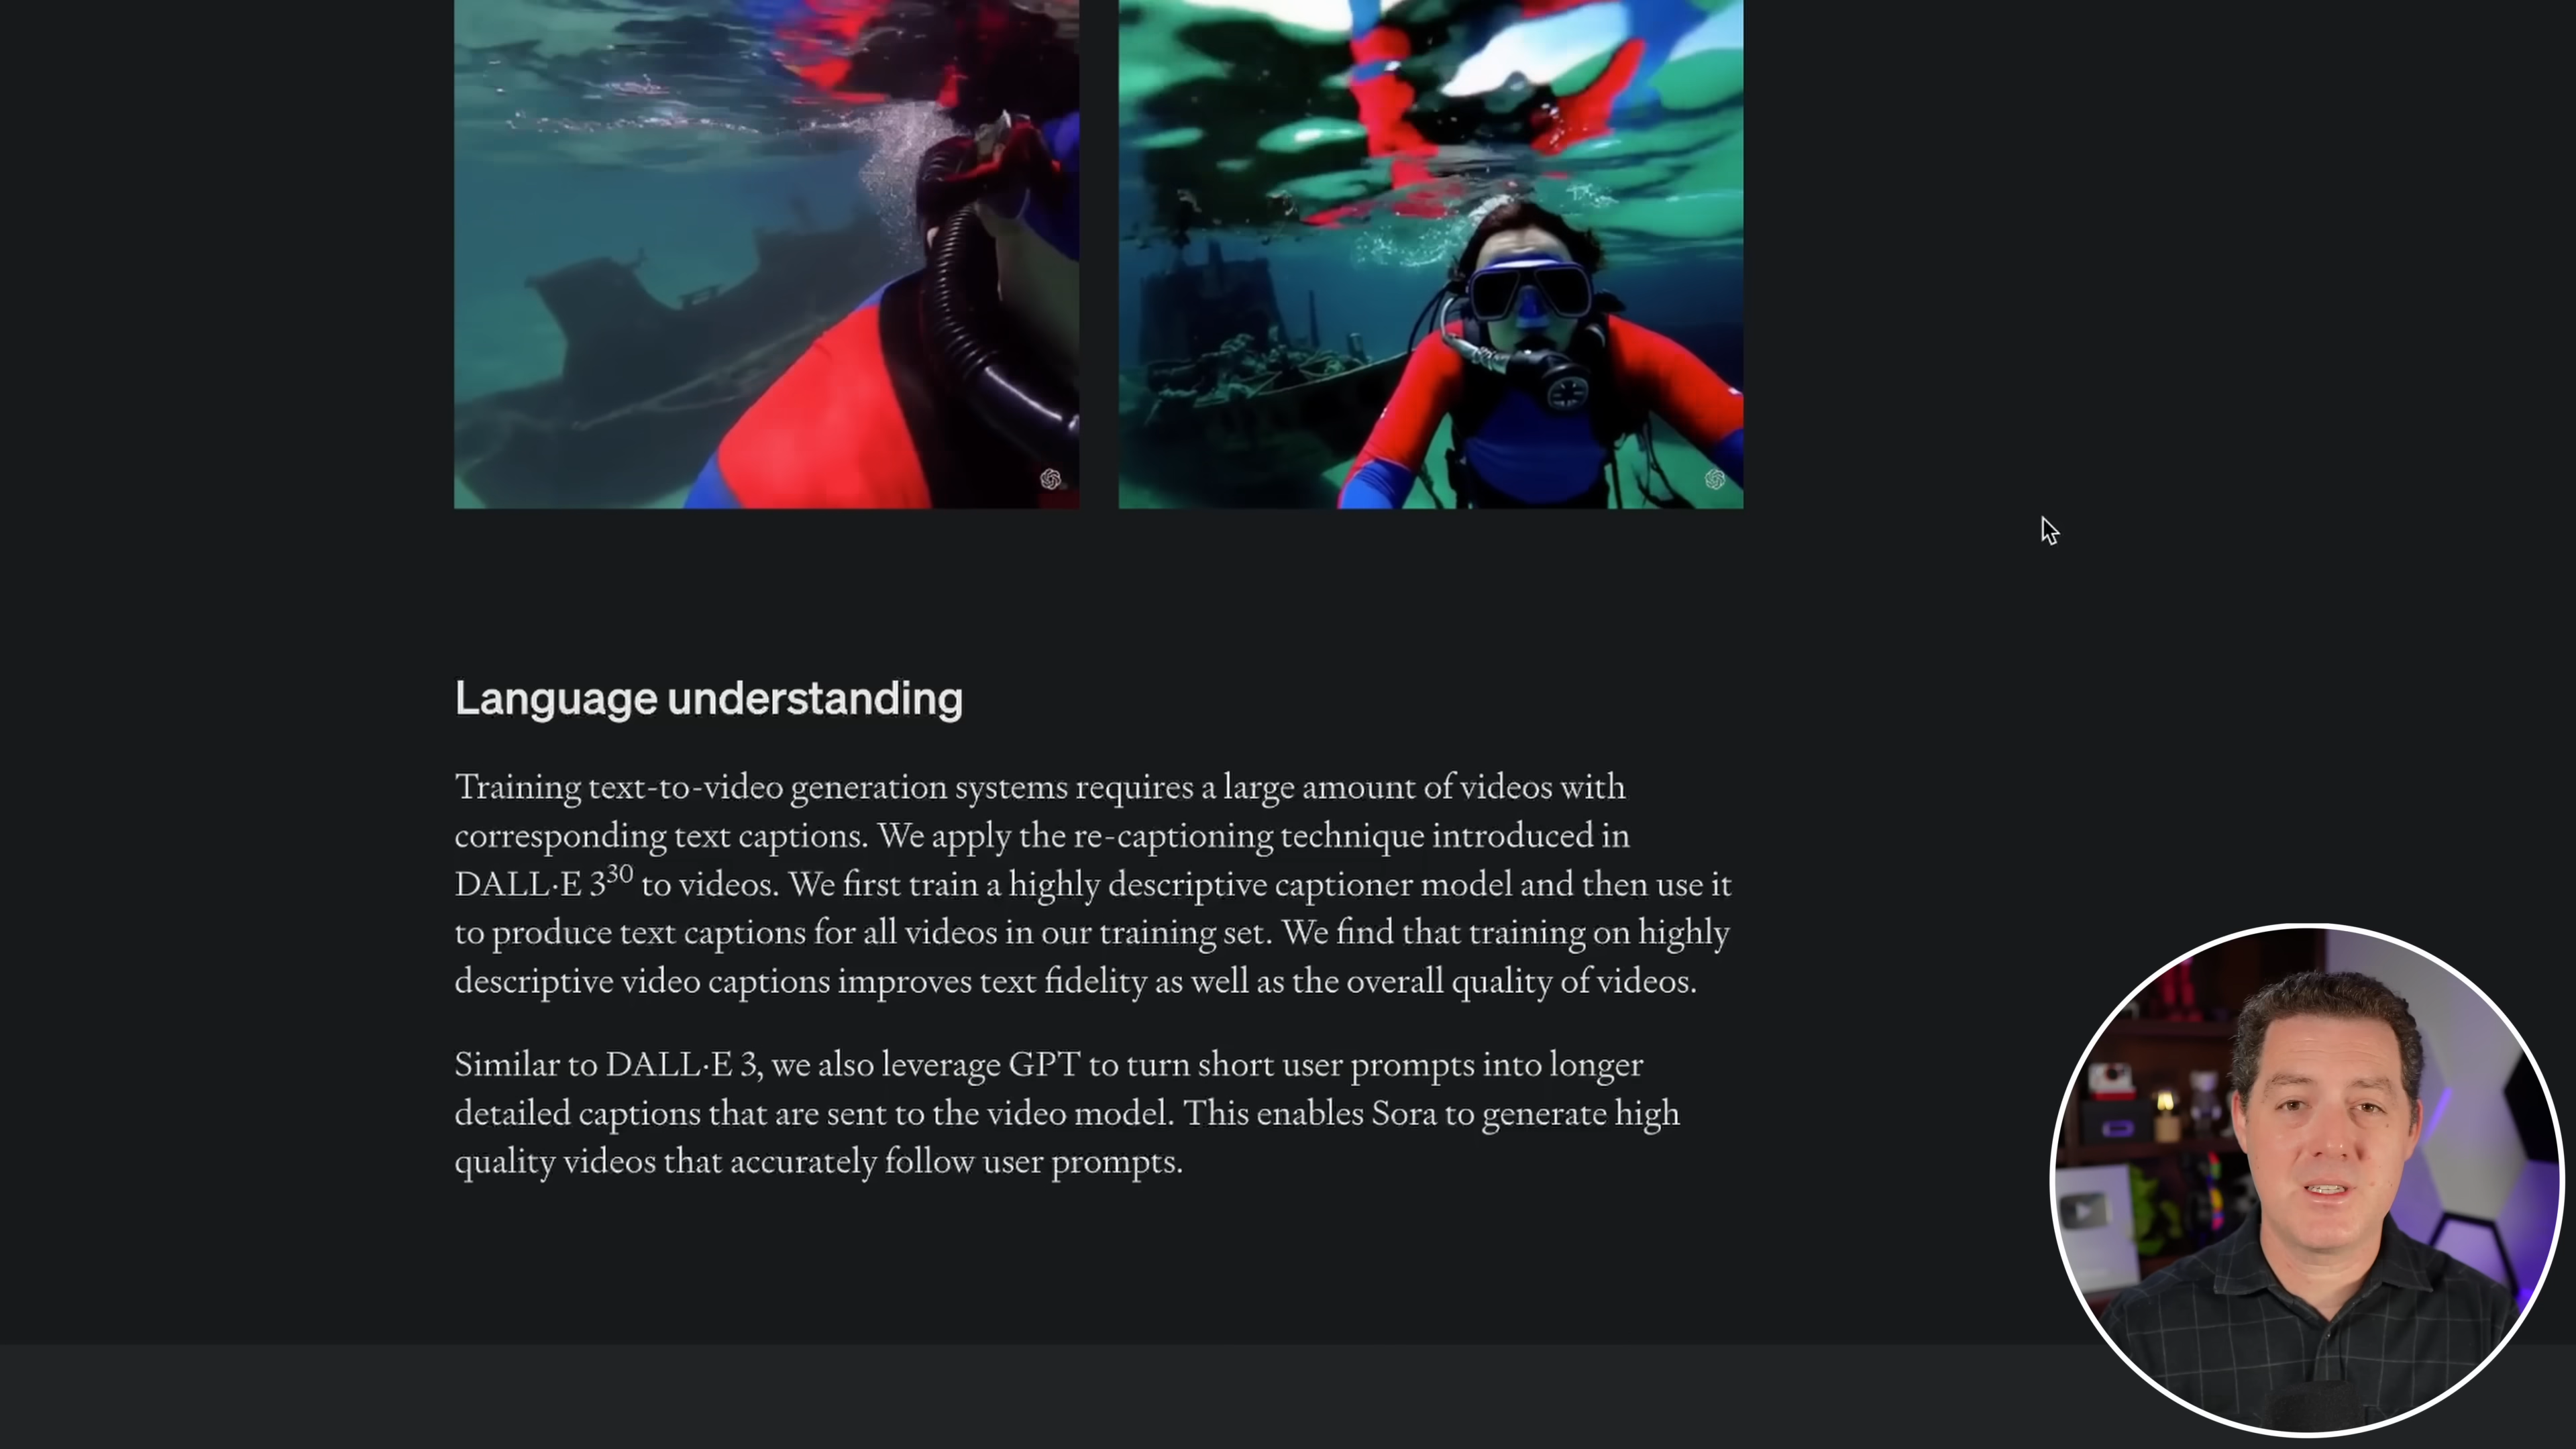 Language understanding
Training text-to-video generation systems requires a large amount of videos with
corresponding text captions. We apply the re-captioning technique introduced in
DALL·E 3³⁰ to videos. We first train a highly descriptive captioner model and then use it
to produce text captions for all videos in our training set. We find that training on highly
descriptive video captions improves text fidelity as well as the overall quality of videos.
Similar to DALL·E 3, we also leverage GPT to turn short user prompts into longer
detailed captions that are sent to the video model. This enables Sora to generate high
quality videos that accurately follow user prompts.